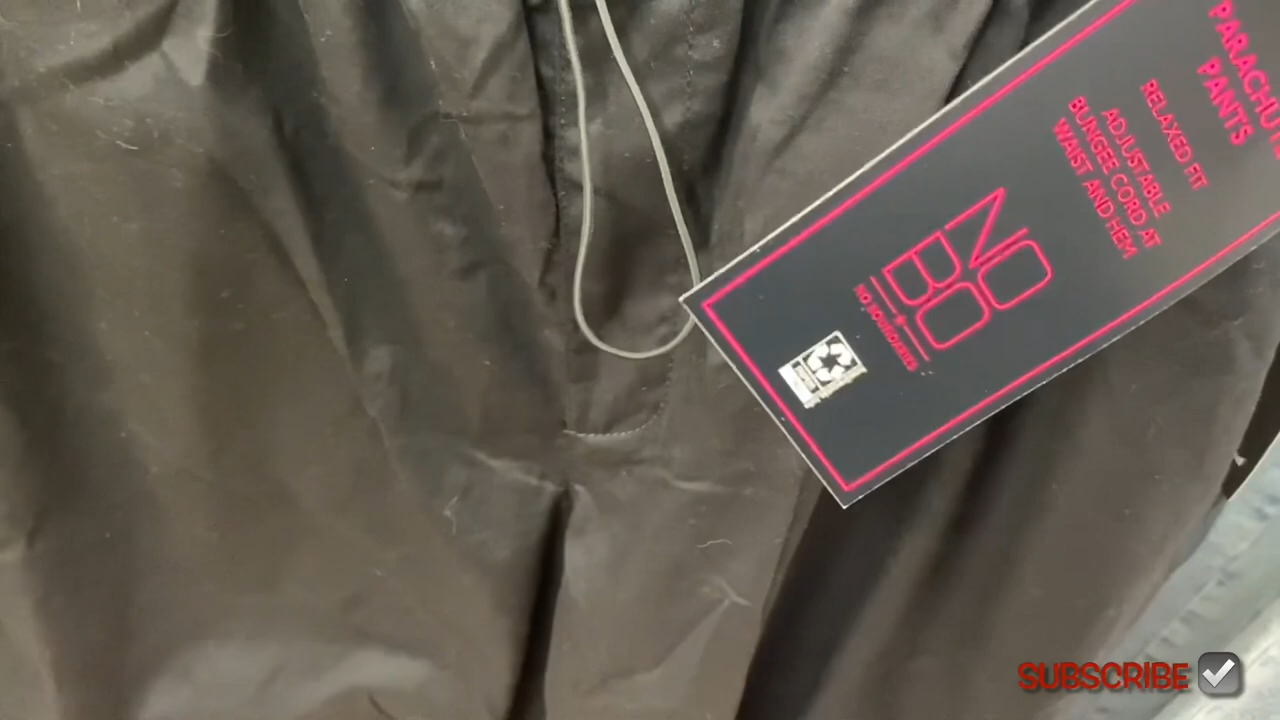 PARACHUTE
PANTS
RELAXED FIT
ADJUSTABLE
BUNGEE CORD AT
WAIST AND HEM
NO
BO
NO BOUNDARIES
SUBSCRIBE